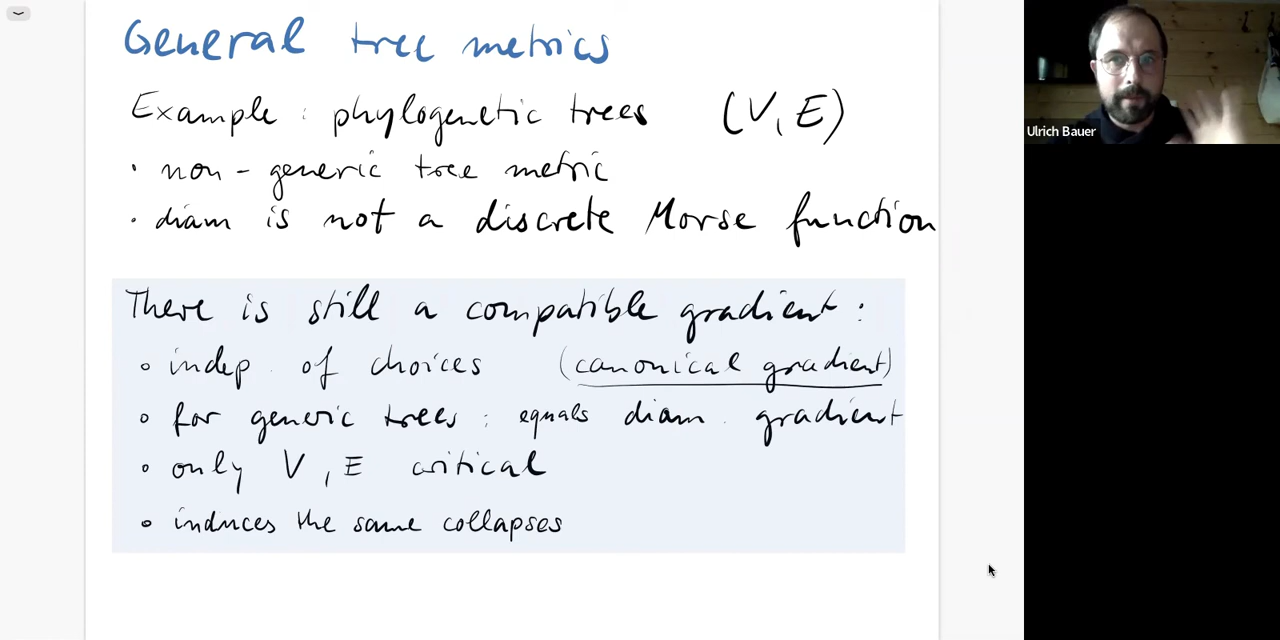 General tree metrics
Example : phylogenetic trees (V, E)
· non-generic tree metric
· diam is not a discrete Morse function
There is still a compatible gradient :
∘ indep. of choices (canonical gradient)
∘ for generic trees : equals diam. gradient
∘ only V, E critical
∘ induces the same collapses
Ulrich Bauer